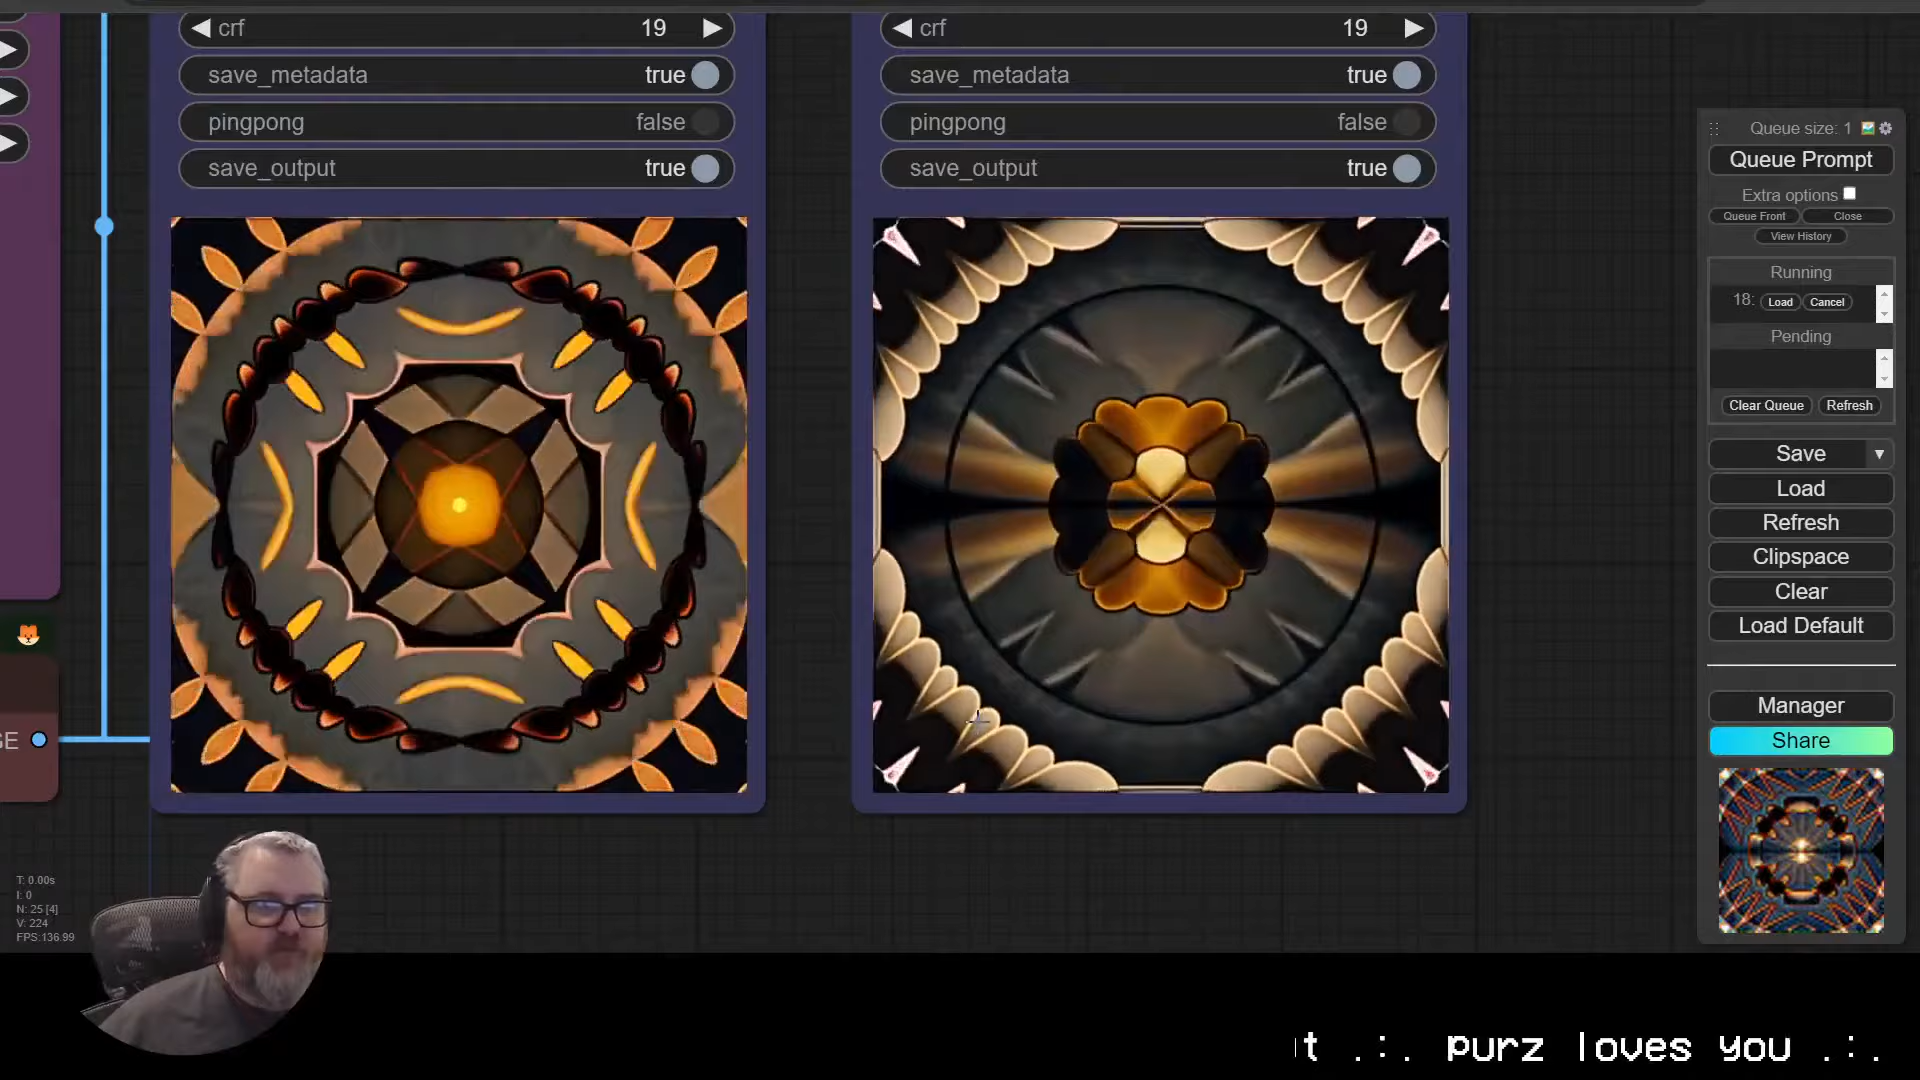 crf 19
save_metadata true
pingpong false
save_output true
crf 19
save_metadata true
pingpong false
save_output true
Queue size: 1
Queue Prompt
Extra options
Queue Front Close
View History
Running
18: Load Cancel
Pending
Clear Queue Refresh
Save
Load
Refresh
Clipspace
Clear
Load Default
Manager
Share
GE
T: 0.00s
I: 0
N: 25 [4]
V: 224
FPS:136.99
t .:. purz loves you .:.